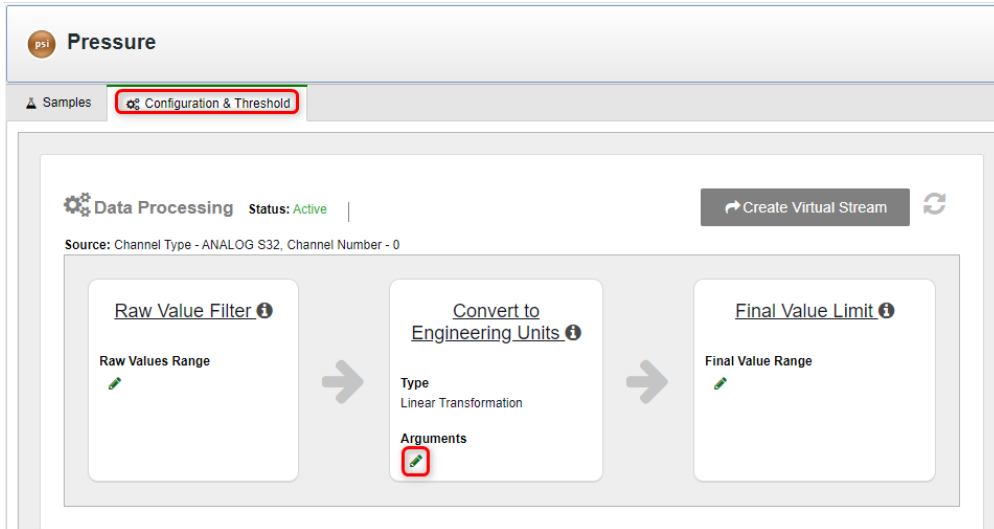 psi Pressure
Samples Configuration & Threshold
Data Processing Status: Active
Create Virtual Stream
Source: Channel Type - ANALOG S32, Channel Number - 0
Raw Value Filter
Raw Values Range
Convert to
Engineering Units
Type
Linear Transformation
Arguments
Final Value Limit
Final Value Range